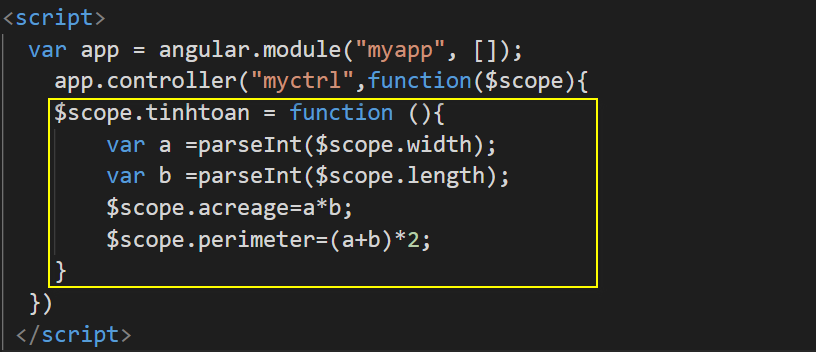 <script>
var app = angular.module("myapp", []);
app.controller("myctrl",function($scope){
$scope.tinhtoan = function (){
var a =parseInt($scope.width);
var b =parseInt($scope.length);
$scope.acreage=a*b;
$scope.perimeter=(a+b)*2;
}
})
</script>